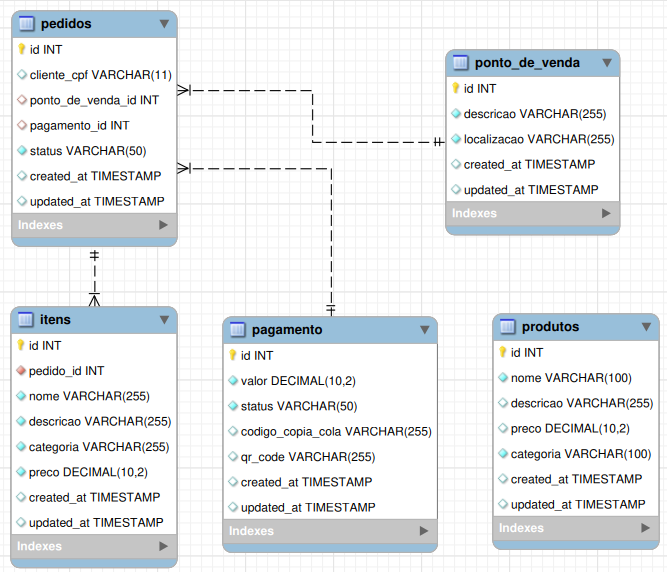 pedidos
id INT
cliente_cpf VARCHAR(11)
ponto_de_venda_id INT
pagamento_id INT
status VARCHAR(50)
created_at TIMESTAMP
updated_at TIMESTAMP
Indexes
ponto_de_venda
id INT
descricao VARCHAR(255)
localizacao VARCHAR(255)
created_at TIMESTAMP
updated_at TIMESTAMP
Indexes
itens
id INT
pedido_id INT
nome VARCHAR(255)
descricao VARCHAR(255)
categoria VARCHAR(255)
preco DECIMAL(10,2)
created_at TIMESTAMP
updated_at TIMESTAMP
Indexes
pagamento
id INT
valor DECIMAL(10,2)
status VARCHAR(50)
codigo_copia_cola VARCHAR(255)
qr_code VARCHAR(255)
created_at TIMESTAMP
updated_at TIMESTAMP
Indexes
produtos
id INT
nome VARCHAR(100)
descricao VARCHAR(255)
preco DECIMAL(10,2)
categoria VARCHAR(100)
created_at TIMESTAMP
updated_at TIMESTAMP
Indexes